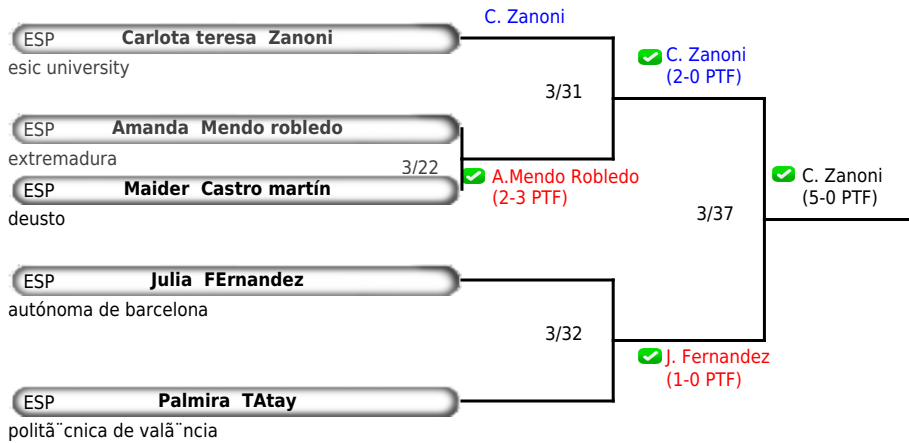 C. Zanoni
ESP Carlota teresa Zanoni
esic university
C. Zanoni
(2-0 PTF)
3/31
ESP Amanda Mendo robledo
extremadura
3/22
A.Mendo Robledo
(2-3 PTF)
ESP Maider Castro martín
deusto
C. Zanoni
(5-0 PTF)
3/37
ESP Julia FErnandez
autónoma de barcelona
3/32
J. Fernandez
(1-0 PTF)
ESP Palmira TAtay
politã¨cnica de valã¨ncia